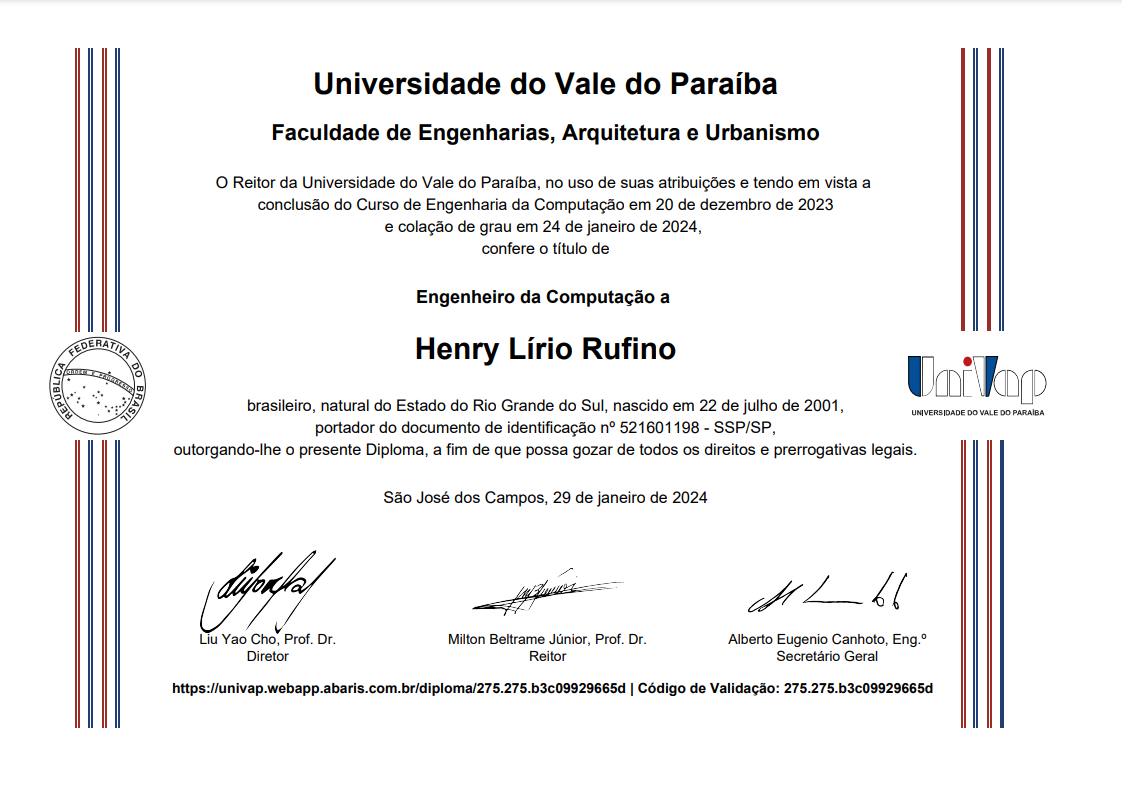 Universidade do Vale do Paraíba
Faculdade de Engenharias, Arquitetura e Urbanismo
O Reitor da Universidade do Vale do Paraíba, no uso de suas atribuições e tendo em vista a
conclusão do Curso de Engenharia da Computação em 20 de dezembro de 2023
e colação de grau em 24 de janeiro de 2024,
confere o título de
Engenheiro da Computação a
Henry Lírio Rufino
REPÚBLICA FEDERATIVA DO BRASIL
ORDEM E PROGRESSO
UniVap
UNIVERSIDADE DO VALE DO PARAÍBA
brasileiro, natural do Estado do Rio Grande do Sul, nascido em 22 de julho de 2001,
portador do documento de identificação nº 521601198 - SSP/SP,
outorgando-lhe o presente Diploma, a fim de que possa gozar de todos os direitos e prerrogativas legais.
São José dos Campos, 29 de janeiro de 2024
Liu Yao Cho, Prof. Dr.
Diretor
Milton Beltrame Júnior, Prof. Dr.
Reitor
Alberto Eugenio Canhoto, Eng.º
Secretário Geral
https://univap.webapp.abaris.com.br/diploma/275.275.b3c09929665d | Código de Validação: 275.275.b3c09929665d